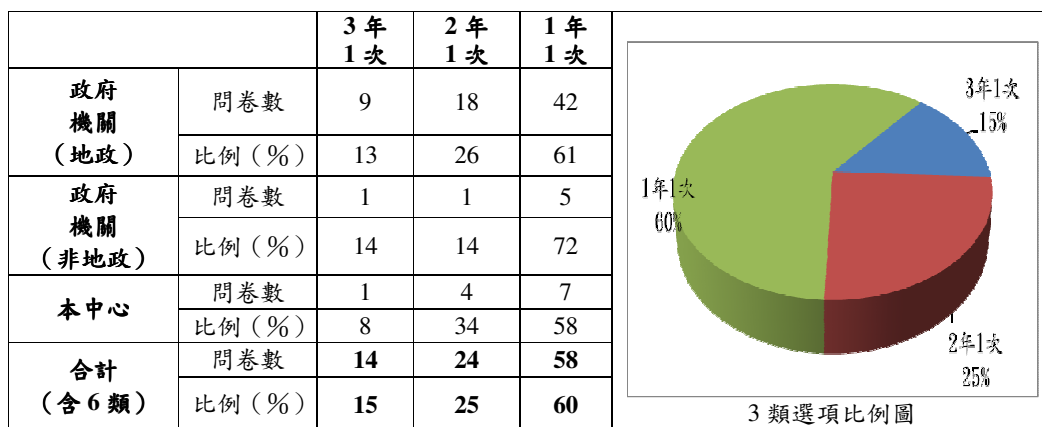 3年 2年 1年
1次 1次 1次
政府
機關
(地政)
問卷數 9 18 42
比例(%) 13 26 61
政府
機關
(非地政)
問卷數 1 1 5
比例(%) 14 14 72
本中心
問卷數 1 4 7
比例(%) 8 34 58
合計
(含6類)
問卷數 14 24 58
比例(%) 15 25 60
3年1次
15%
1年1次
60%
2年1次
25%
3類選項比例圖